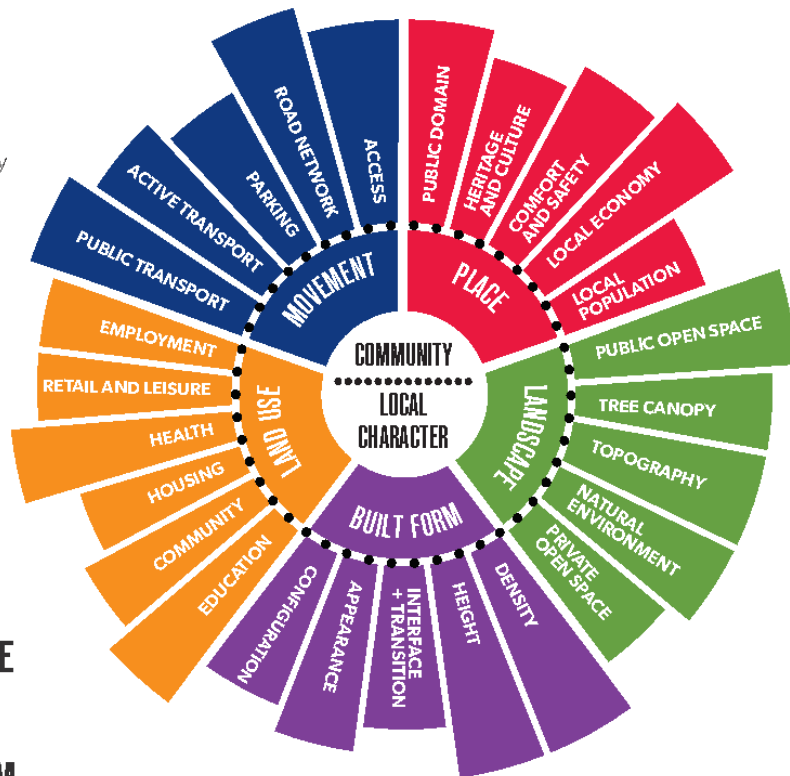 COMMUNITY
LOCAL
CHARACTER
MOVEMENT
PUBLIC TRANSPORT
ACTIVE TRANSPORT
PARKING
ROAD NETWORK
ACCESS
PLACE
PUBLIC DOMAIN
HERITAGE
AND CULTURE
COMFORT
AND SAFETY
LOCAL ECONOMY
LOCAL
POPULATION
LANDSCAPE
PUBLIC OPEN SPACE
TREE CANOPY
TOPOGRAPHY
NATURAL
ENVIRONMENT
PRIVATE
OPEN SPACE
BUILT FORM
DENSITY
HEIGHT
INTERFACE
+ TRANSITION
APPEARANCE
CONFIGURATION
LAND USE
EDUCATION
COMMUNITY
HOUSING
HEALTH
RETAIL AND LEISURE
EMPLOYMENT